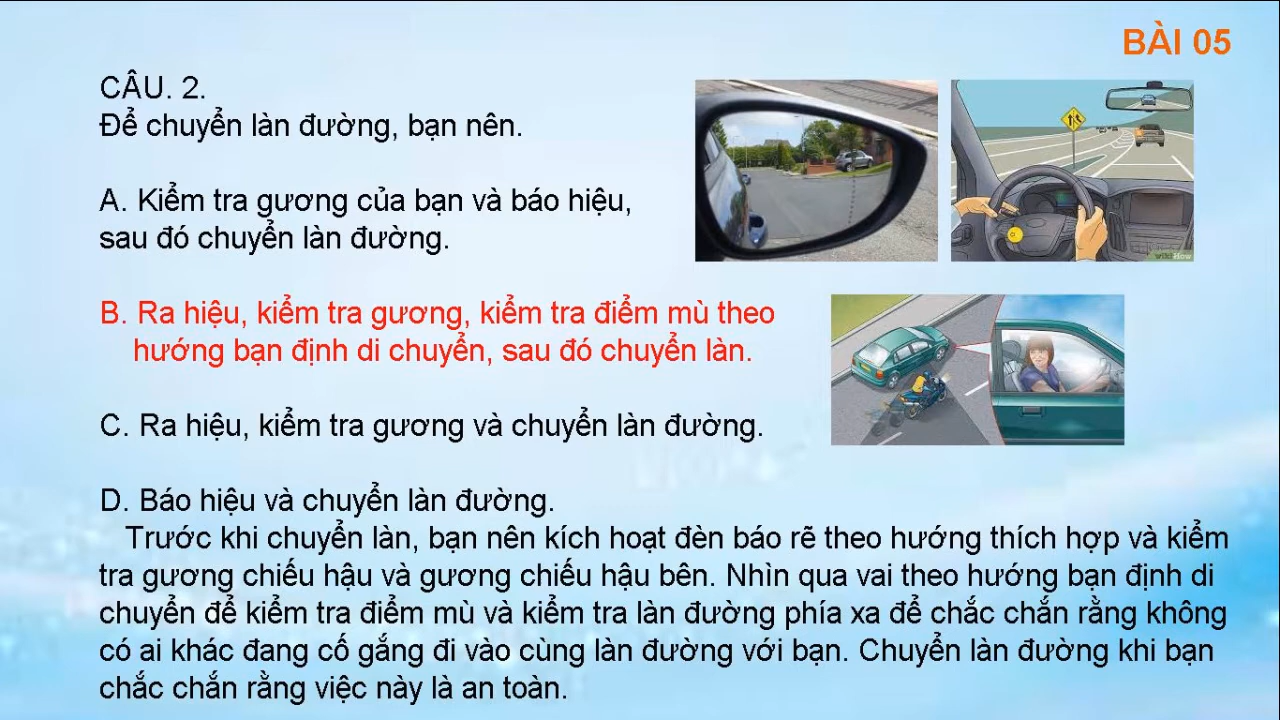 BÀI 05
CÂU. 2.
Để chuyển làn đường, bạn nên.
A. Kiểm tra gương của bạn và báo hiệu,
sau đó chuyển làn đường.
B. Ra hiệu, kiểm tra gương, kiểm tra điểm mù theo
hướng bạn định di chuyển, sau đó chuyển làn.
C. Ra hiệu, kiểm tra gương và chuyển làn đường.
D. Báo hiệu và chuyển làn đường.
Trước khi chuyển làn, bạn nên kích hoạt đèn báo rẽ theo hướng thích hợp và kiểm
tra gương chiếu hậu và gương chiếu hậu bên. Nhìn qua vai theo hướng bạn định di
chuyển để kiểm tra điểm mù và kiểm tra làn đường phía xa để chắc chắn rằng không
có ai khác đang cố gắng đi vào cùng làn đường với bạn. Chuyển làn đường khi bạn
chắc chắn rằng việc này là an toàn.
wikiHow